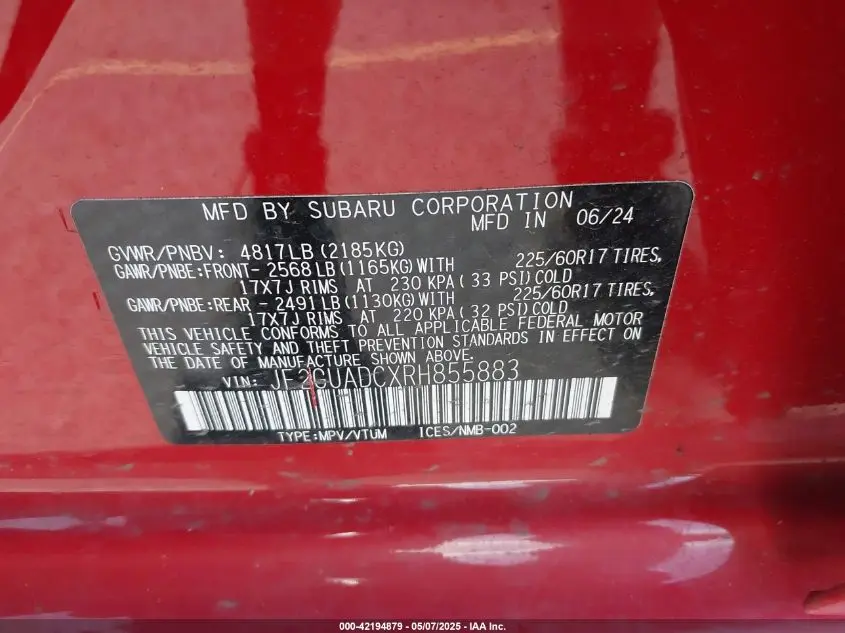 MFD BY SUBARU CORPORATION
MFD IN 06/24
GVWR/PNBV: 4817LB (2185KG)
GAWR/PNBE:FRONT- 2568LB (1165KG) WITH 225/60R17 TIRES,
17X7J RIMS AT 230 KPA (33 PSI) COLD
GAWR/PNBE:REAR - 2491LB (1130KG) WITH 225/60R17 TIRES,
17X7J RIMS AT 220 KPA (32 PSI) COLD
THIS VEHICLE CONFORMS TO ALL APPLICABLE FEDERAL MOTOR
VEHICLE SAFETY AND THEFT PREVENTION STANDARDS IN EFFECT ON
THE DATE OF MANUFACTURE SHOWN ABOVE.
VIN: JF2GUADCXRH855883
TYPE:MPV/VTUM ICES/NMB-002
000-42194879 - 05/07/2025 - IAA Inc.